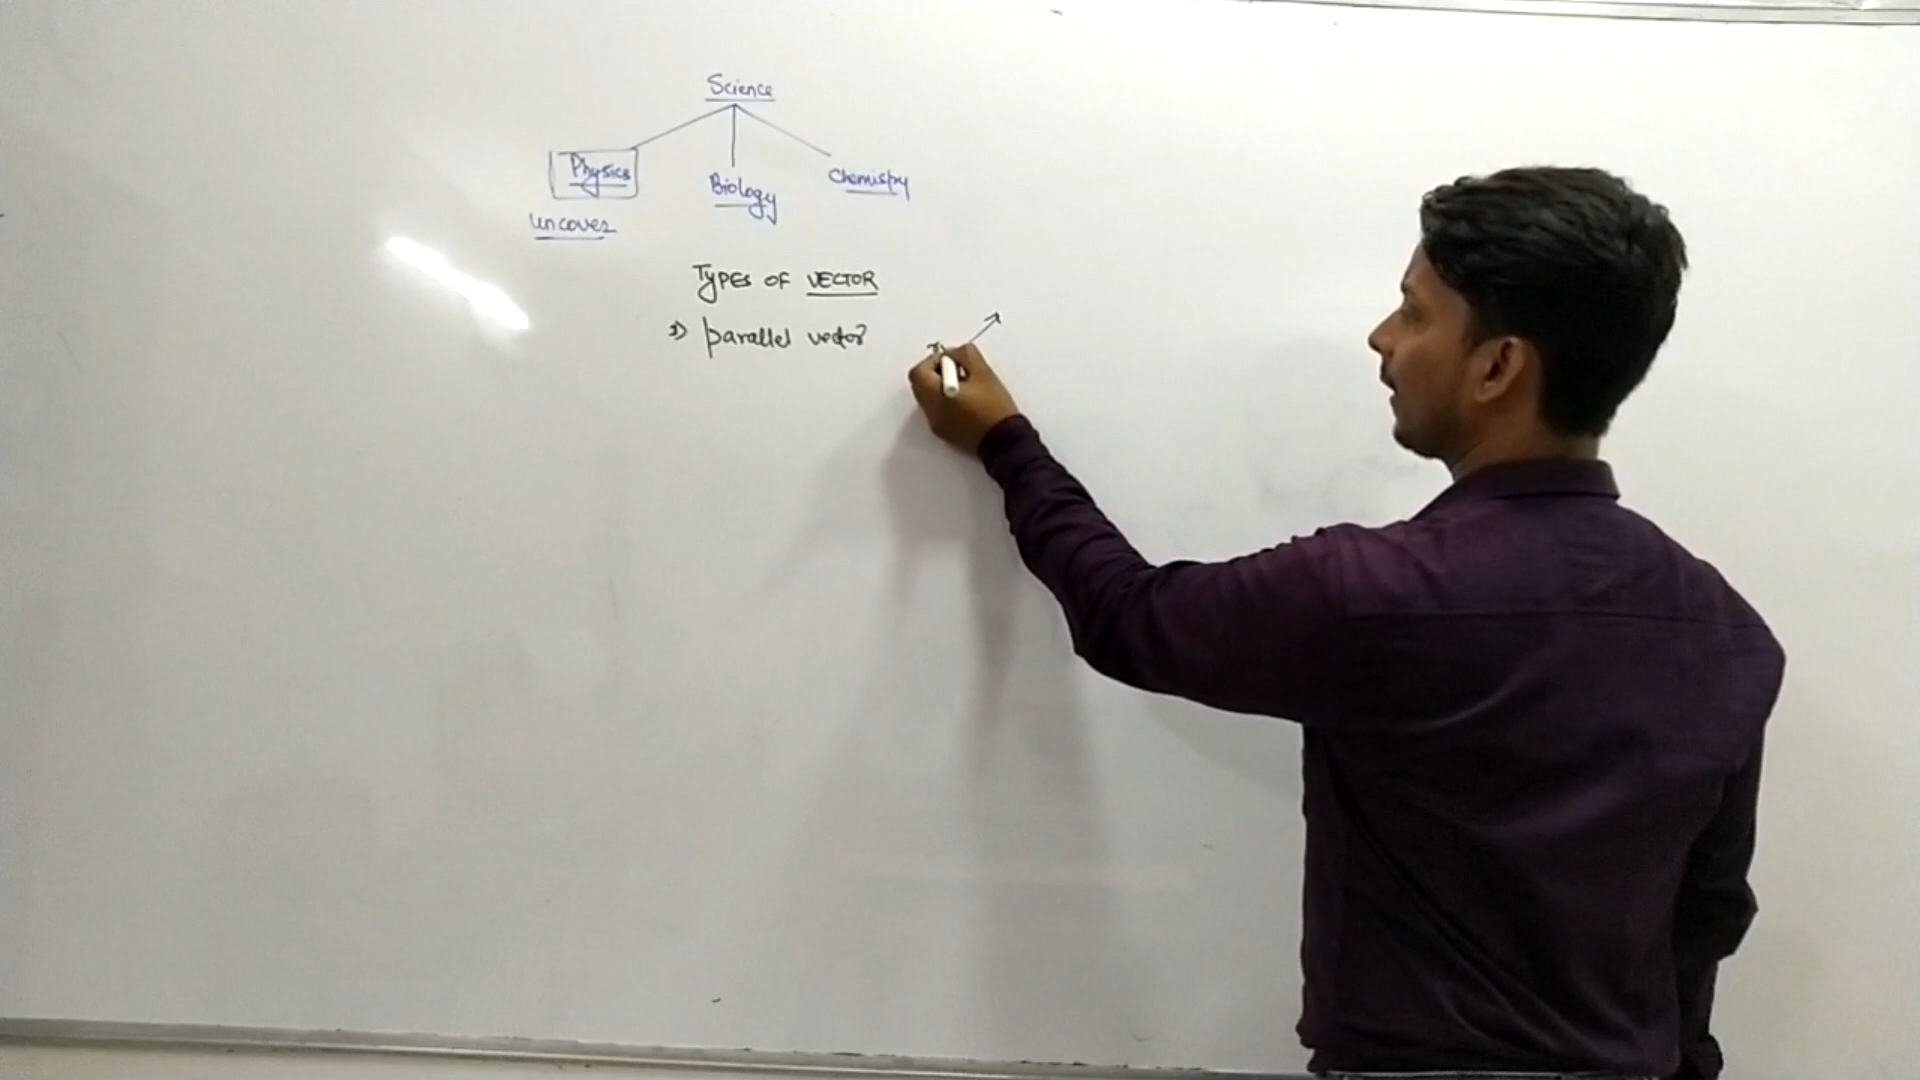 Science
Physics Biology Chemistry
Uncover
TYPES OF VECTOR
1) parallel vector